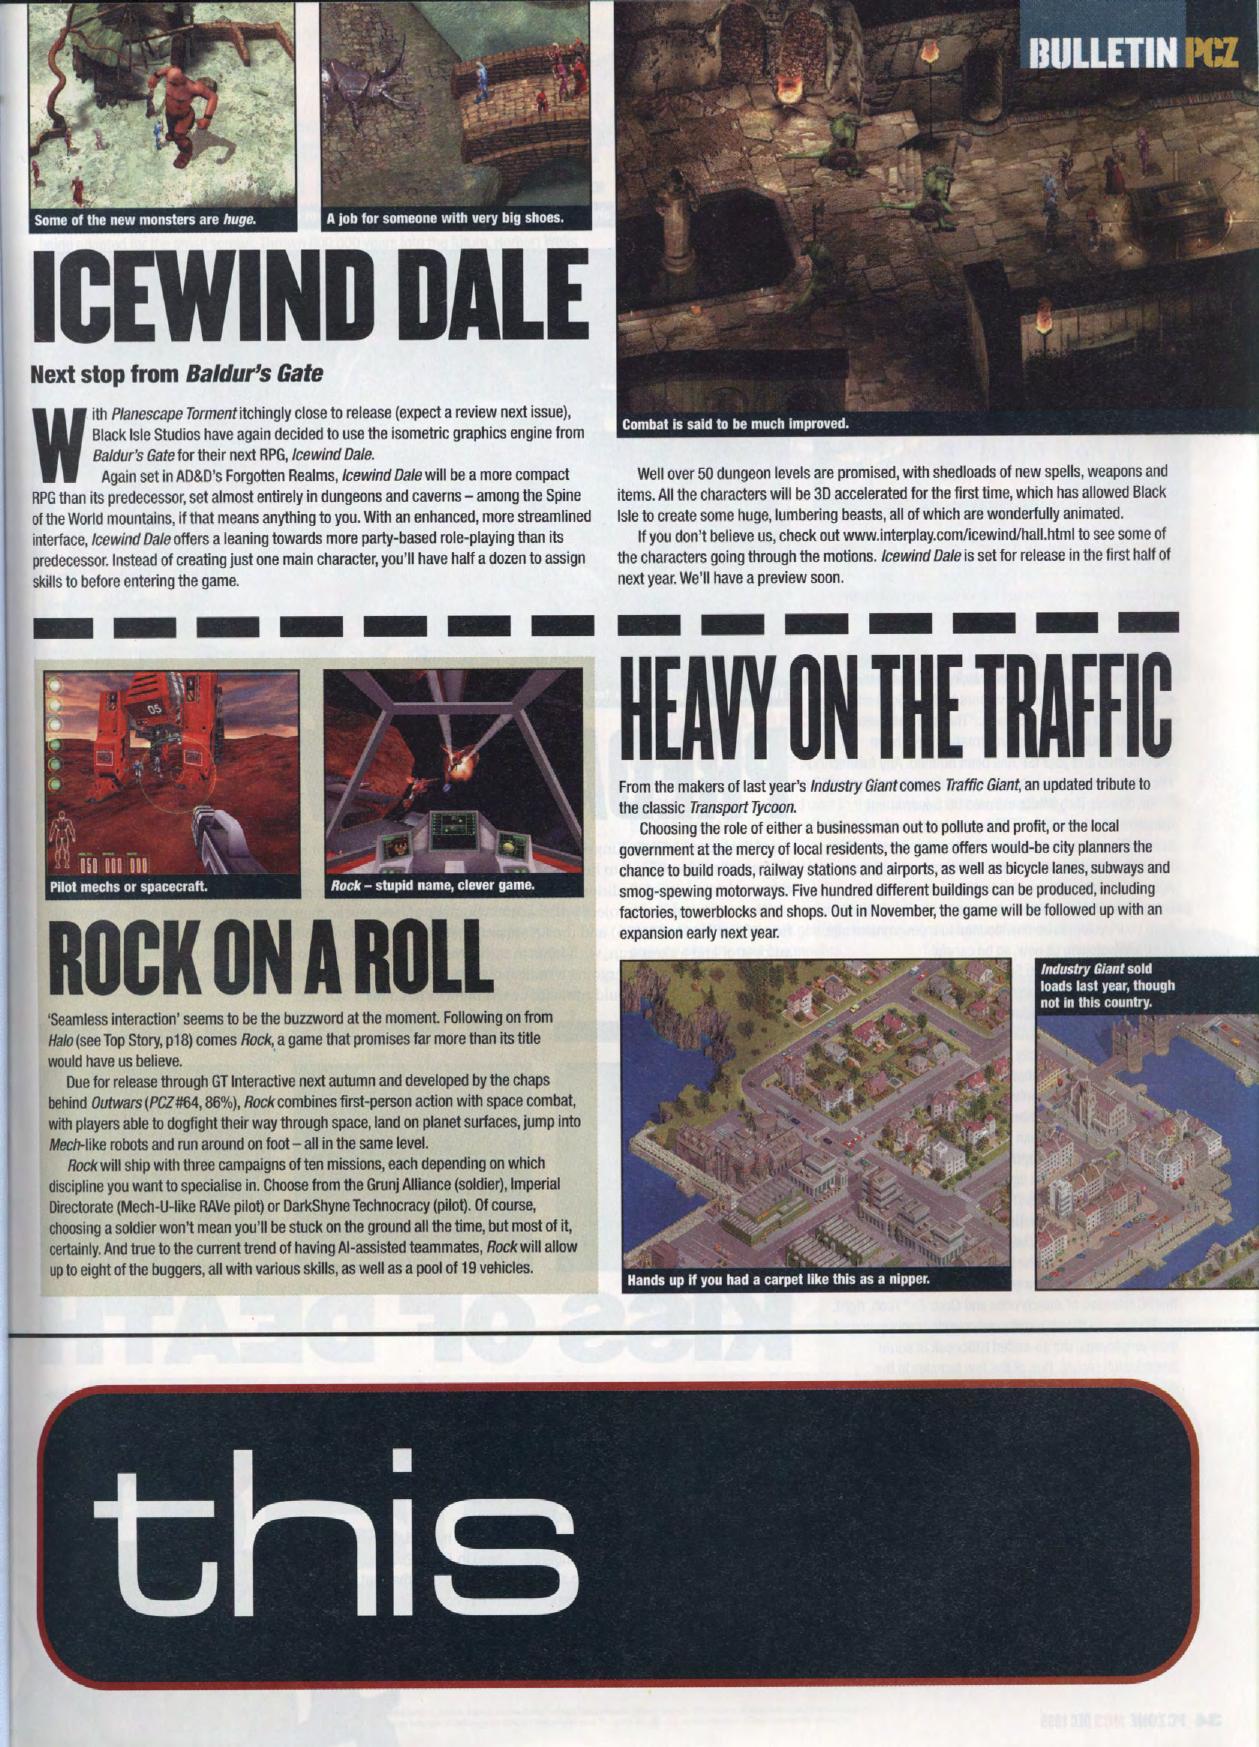 BULLETIN PCZ
Some of the new monsters are huge.
A job for someone with very big shoes.
Combat is said to be much improved.
ICEWIND DALE
Next stop from Baldur's Gate
With Planescape Torment itchingly close to release (expect a review next issue),
Black Isle Studios have again decided to use the isometric graphics engine from
Baldur's Gate for their next RPG, Icewind Dale.
Again set in AD&D's Forgotten Realms, Icewind Dale will be a more compact
RPG than its predecessor, set almost entirely in dungeons and caverns – among the Spine
of the World mountains, if that means anything to you. With an enhanced, more streamlined
interface, Icewind Dale offers a leaning towards more party-based role-playing than its
predecessor. Instead of creating just one main character, you'll have half a dozen to assign
skills to before entering the game.
Well over 50 dungeon levels are promised, with shedloads of new spells, weapons and
items. All the characters will be 3D accelerated for the first time, which has allowed Black
Isle to create some huge, lumbering beasts, all of which are wonderfully animated.
If you don't believe us, check out www.interplay.com/icewind/hall.html to see some of
the characters going through the motions. Icewind Dale is set for release in the first half of
next year. We'll have a preview soon.
05
050 100 000
Pilot mechs or spacecraft.
Rock – stupid name, clever game.
ROCK ON A ROLL
'Seamless interaction' seems to be the buzzword at the moment. Following on from
Halo (see Top Story, p18) comes Rock, a game that promises far more than its title
would have us believe.
Due for release through GT Interactive next autumn and developed by the chaps
behind Outwars (PCZ #64, 86%), Rock combines first-person action with space combat,
with players able to dogfight their way through space, land on planet surfaces, jump into
Mech-like robots and run around on foot – all in the same level.
Rock will ship with three campaigns of ten missions, each depending on which
discipline you want to specialise in. Choose from the Grunj Alliance (soldier), Imperial
Directorate (Mech-U-like RAVe pilot) or DarkShyne Technocracy (pilot). Of course,
choosing a soldier won't mean you'll be stuck on the ground all the time, but most of it,
certainly. And true to the current trend of having AI-assisted teammates, Rock will allow
up to eight of the buggers, all with various skills, as well as a pool of 19 vehicles.
HEAVY ON THE TRAFFIC
From the makers of last year's Industry Giant comes Traffic Giant, an updated tribute to
the classic Transport Tycoon.
Choosing the role of either a businessman out to pollute and profit, or the local
government at the mercy of local residents, the game offers would-be city planners the
chance to build roads, railway stations and airports, as well as bicycle lanes, subways and
smog-spewing motorways. Five hundred different buildings can be produced, including
factories, towerblocks and shops. Out in November, the game will be followed up with an
expansion early next year.
Industry Giant sold
loads last year, though
not in this country.
Hands up if you had a carpet like this as a nipper.
this